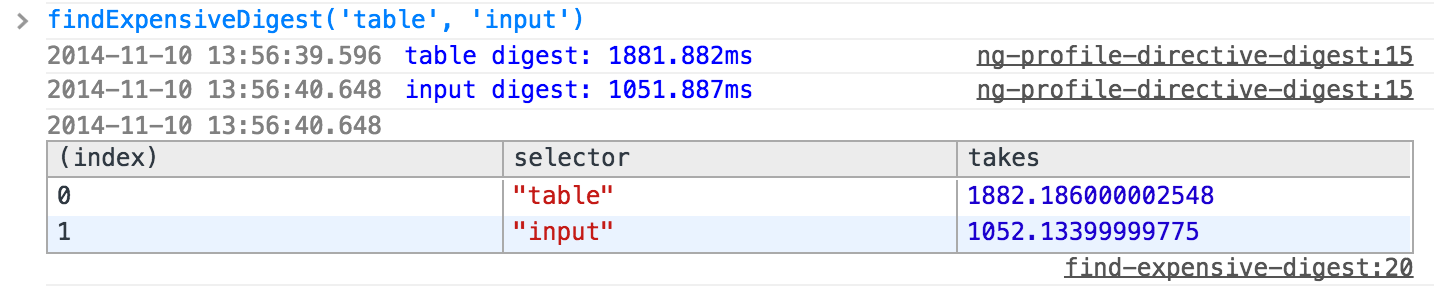 > findExpensiveDigest('table', 'input')
2014-11-10 13:56:39.596 table digest: 1881.882ms ng-profile-directive-digest:15
2014-11-10 13:56:40.648 input digest: 1051.887ms ng-profile-directive-digest:15
2014-11-10 13:56:40.648
(index) selector takes
0 "table" 1882.186000002548
1 "input" 1052.13399999775
find-expensive-digest:20